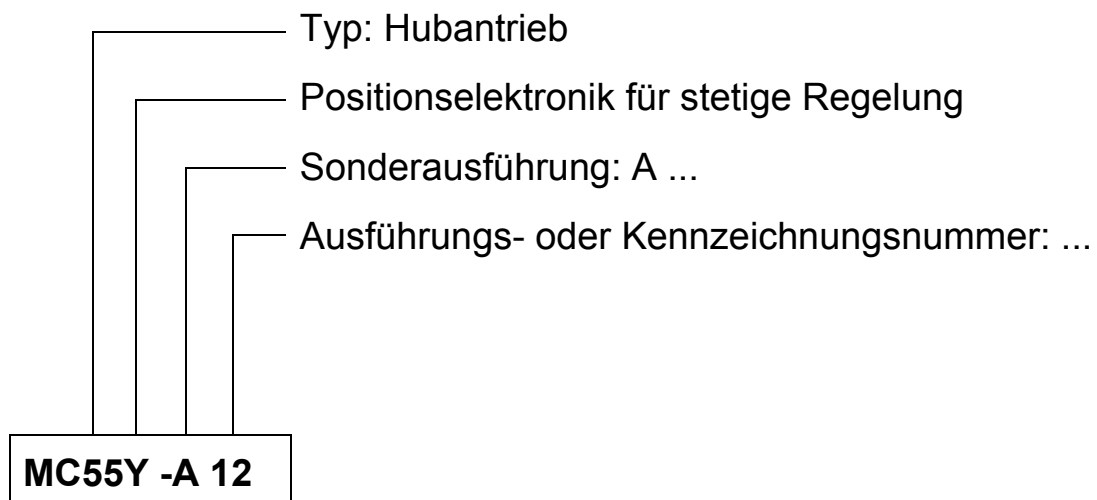 Typ: Hubantrieb
Positionselektronik für stetige Regelung
Sonderausführung: A ...
Ausführungs- oder Kennzeichnungsnummer: ...
MC55Y -A 12